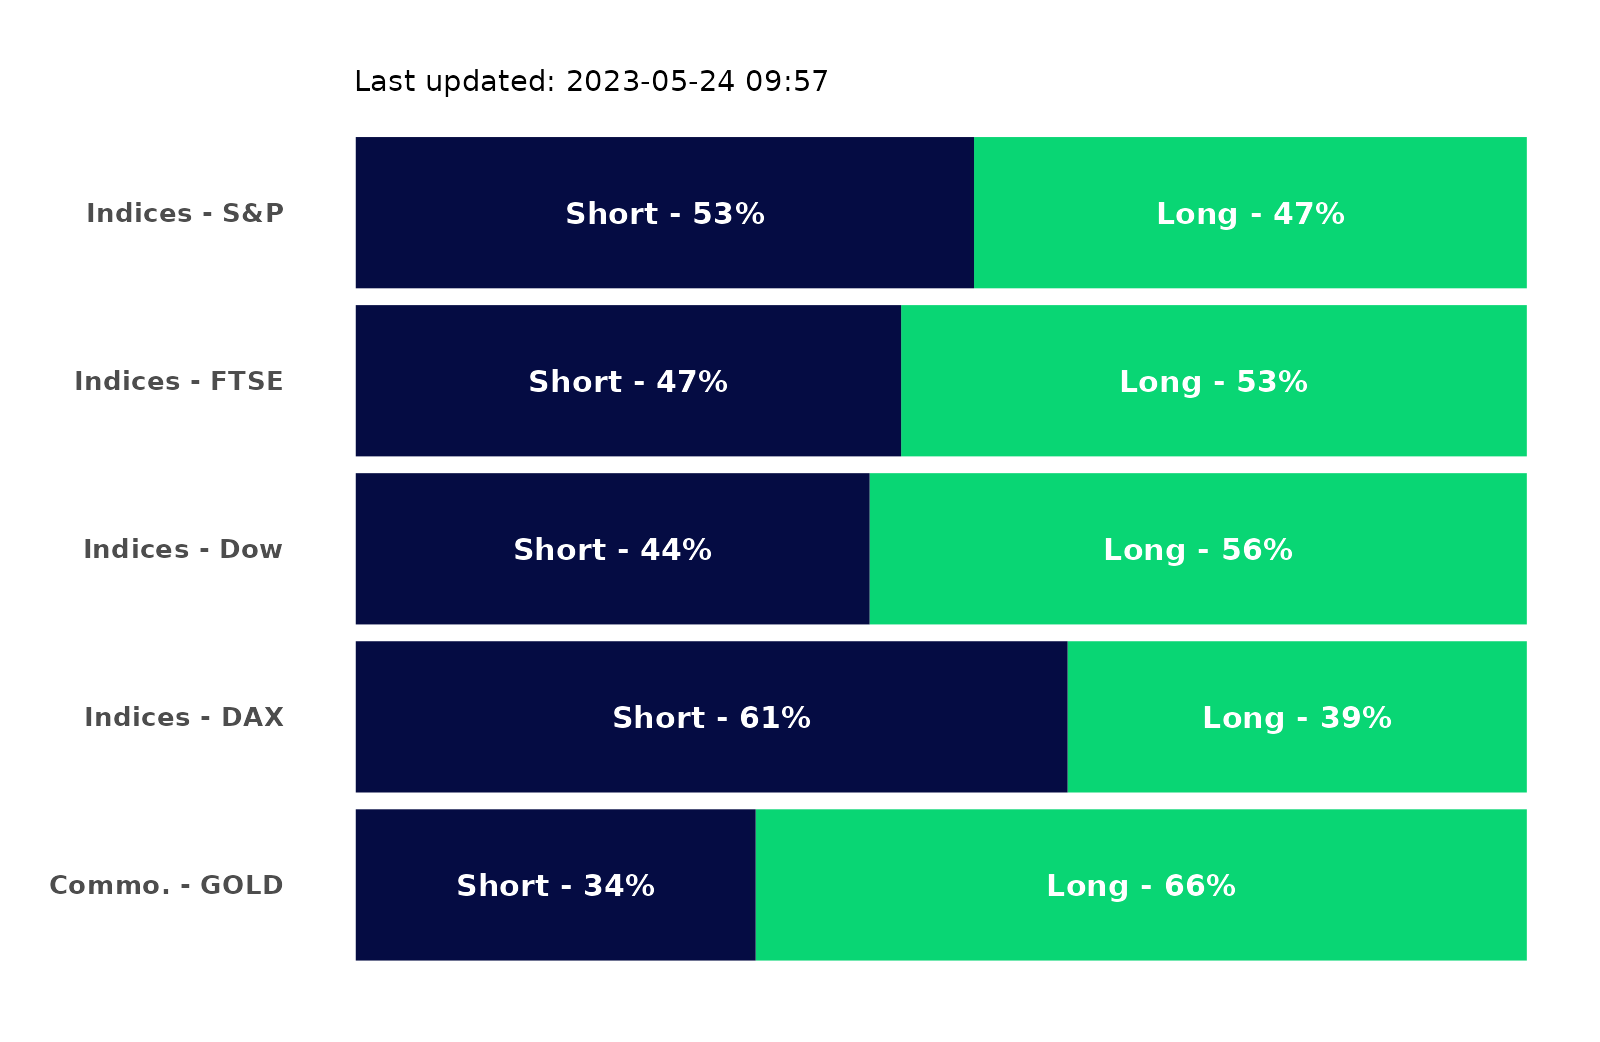 Last updated: 2023-05-24 09:57
Indices - S&P Short - 53% Long - 47%
Indices - FTSE Short - 47% Long - 53%
Indices - Dow Short - 44% Long - 56%
Indices - DAX Short - 61% Long - 39%
Commo. - GOLD Short - 34% Long - 66%